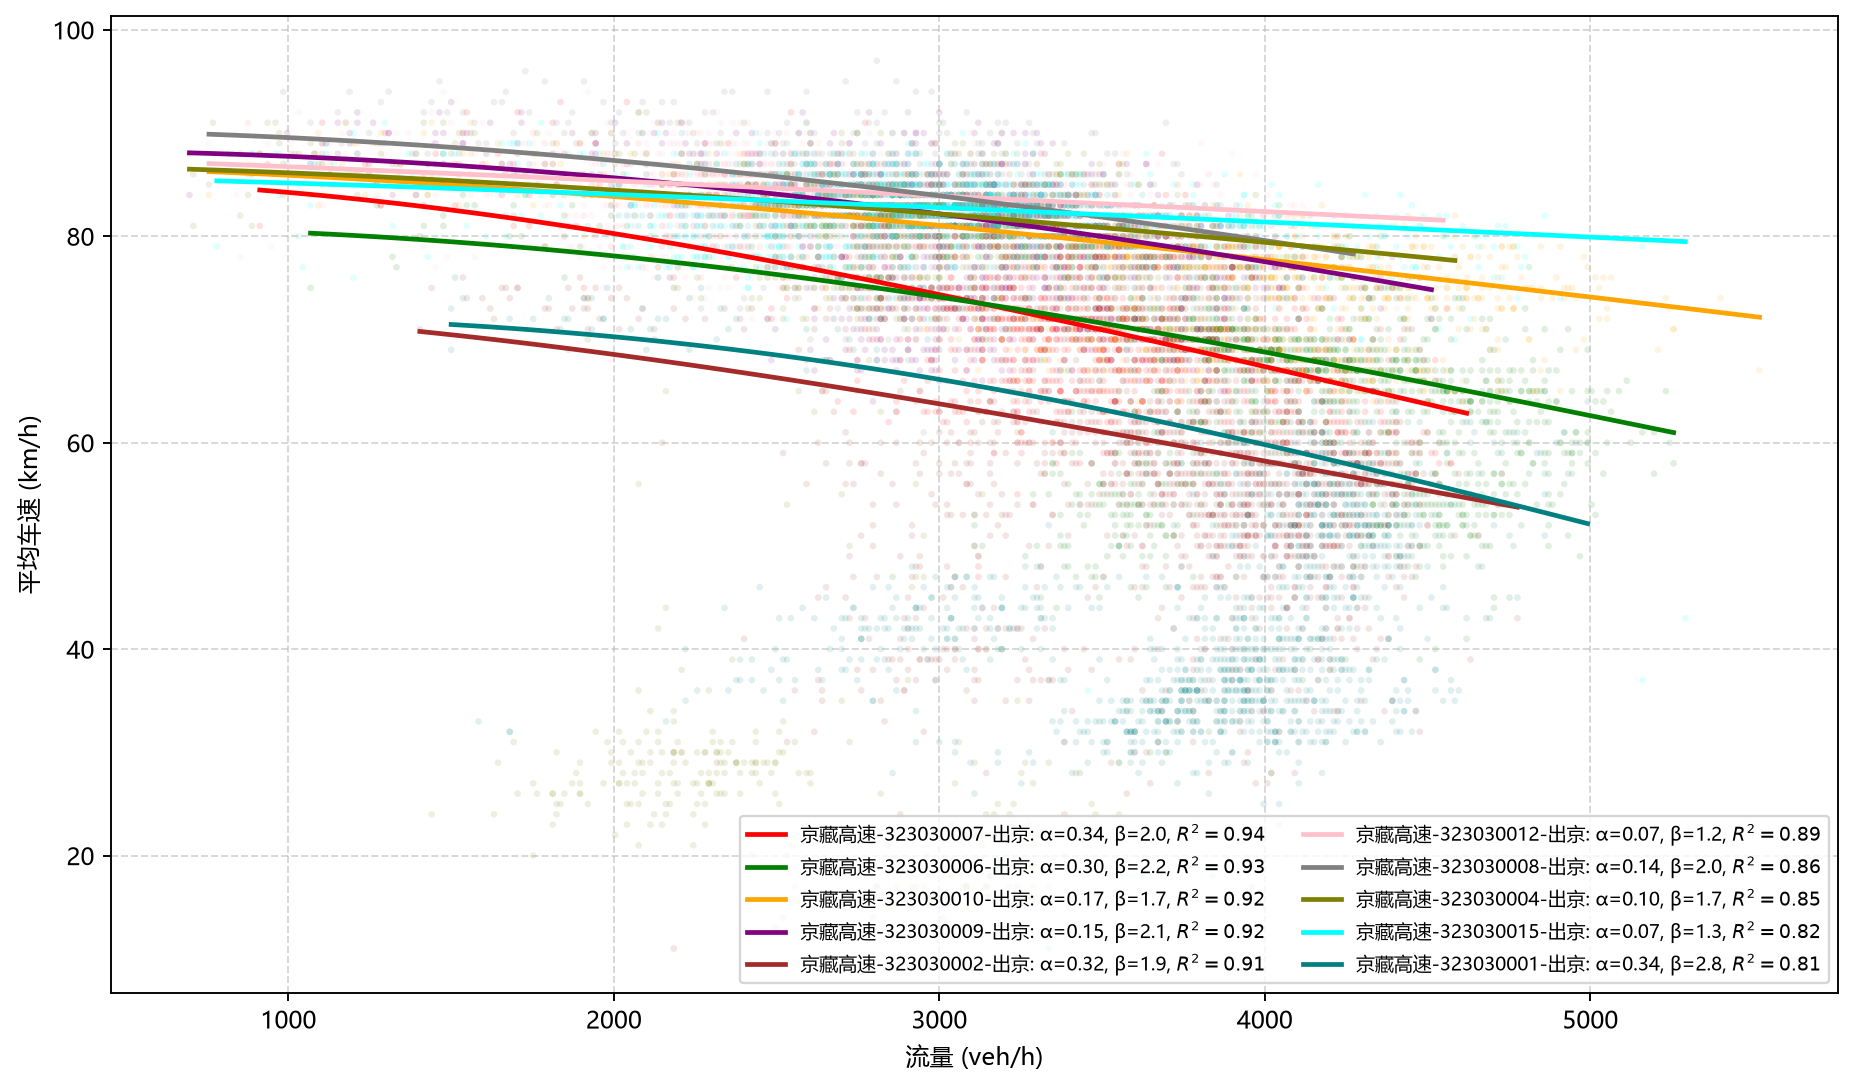 100
80
60
40
20
平均车速 (km/h)
京藏高速-323030007-出京: α=0.34, β=2.0, R² = 0.94
京藏高速-323030006-出京: α=0.30, β=2.2, R² = 0.93
京藏高速-323030010-出京: α=0.17, β=1.7, R² = 0.92
京藏高速-323030009-出京: α=0.15, β=2.1, R² = 0.92
京藏高速-323030002-出京: α=0.32, β=1.9, R² = 0.91
京藏高速-323030012-出京: α=0.07, β=1.2, R² = 0.89
京藏高速-323030008-出京: α=0.14, β=2.0, R² = 0.86
京藏高速-323030004-出京: α=0.10, β=1.7, R² = 0.85
京藏高速-323030015-出京: α=0.07, β=1.3, R² = 0.82
京藏高速-323030001-出京: α=0.34, β=2.8, R² = 0.81
1000 2000 3000 4000 5000
流量 (veh/h)